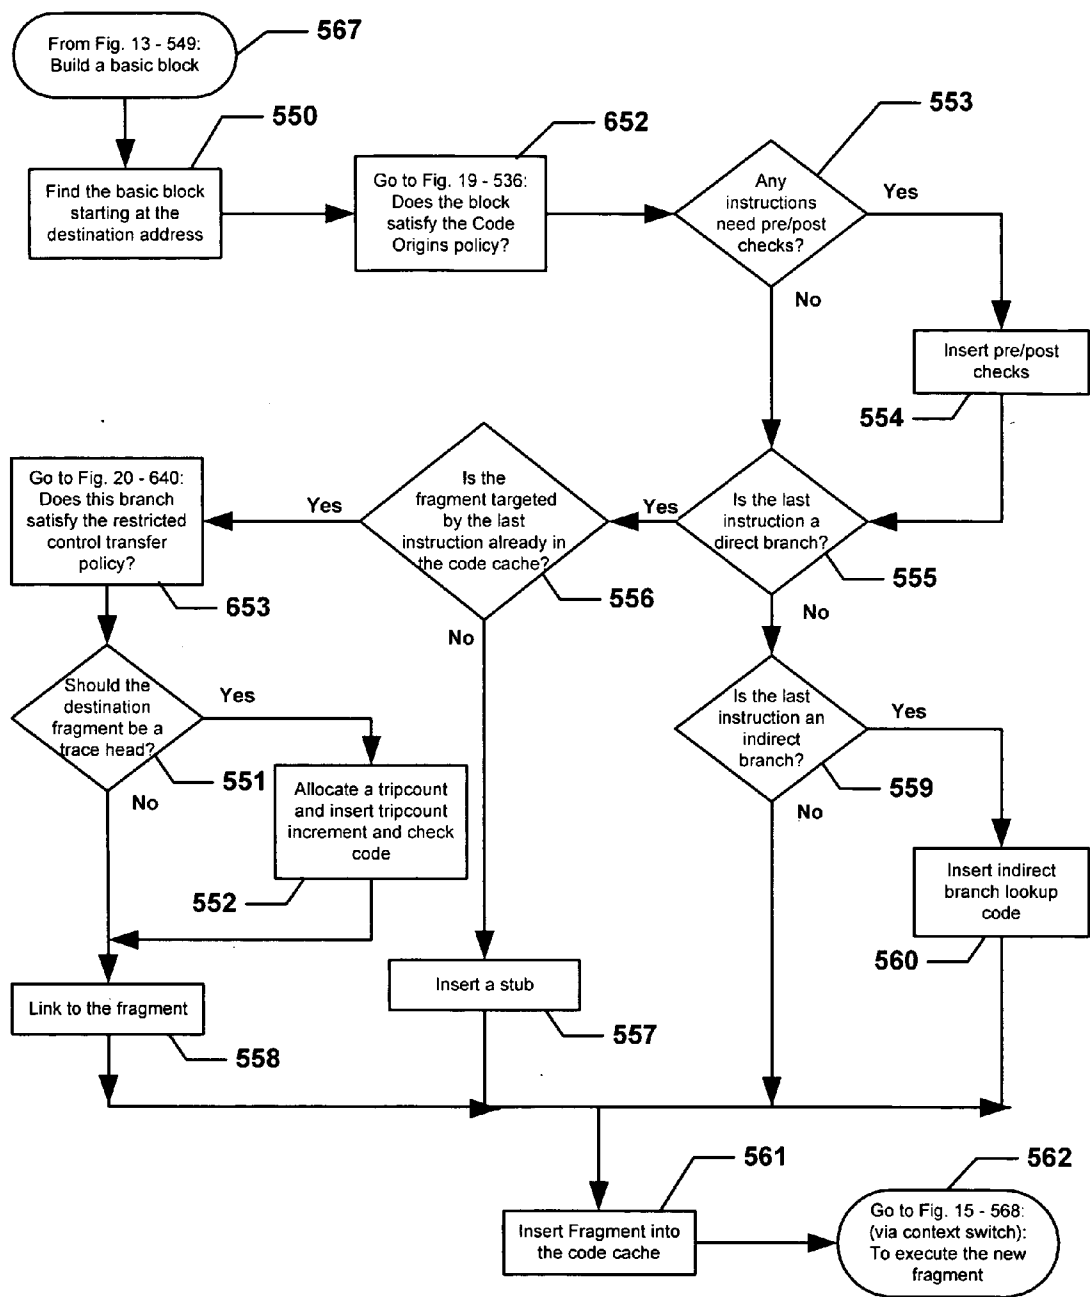 From Fig. 13 - 549:
Build a basic block
567
550
Find the basic block
starting at the
destination address
652
Go to Fig. 19 - 536:
Does the block
satisfy the Code
Origins policy?
553
Any
instructions
need pre/post
checks?
Yes
No
Insert pre/post
checks
554
Go to Fig. 20 - 640:
Does this branch
satisfy the restricted
control transfer
policy?
653
Yes
Is the
fragment targeted
by the last
instruction already in
the code cache?
556
Yes
No
Is the last
instruction a
direct branch?
555
No
Should the
destination
fragment be a
trace head?
551
Yes
No
Allocate a tripcount
and insert tripcount
increment and check
code
552
Is the last
instruction an
indirect
branch?
559
Yes
No
Insert indirect
branch lookup
code
560
Link to the fragment
558
Insert a stub
557
561
Insert Fragment into
the code cache
562
Go to Fig. 15 - 568:
(via context switch):
To execute the new
fragment